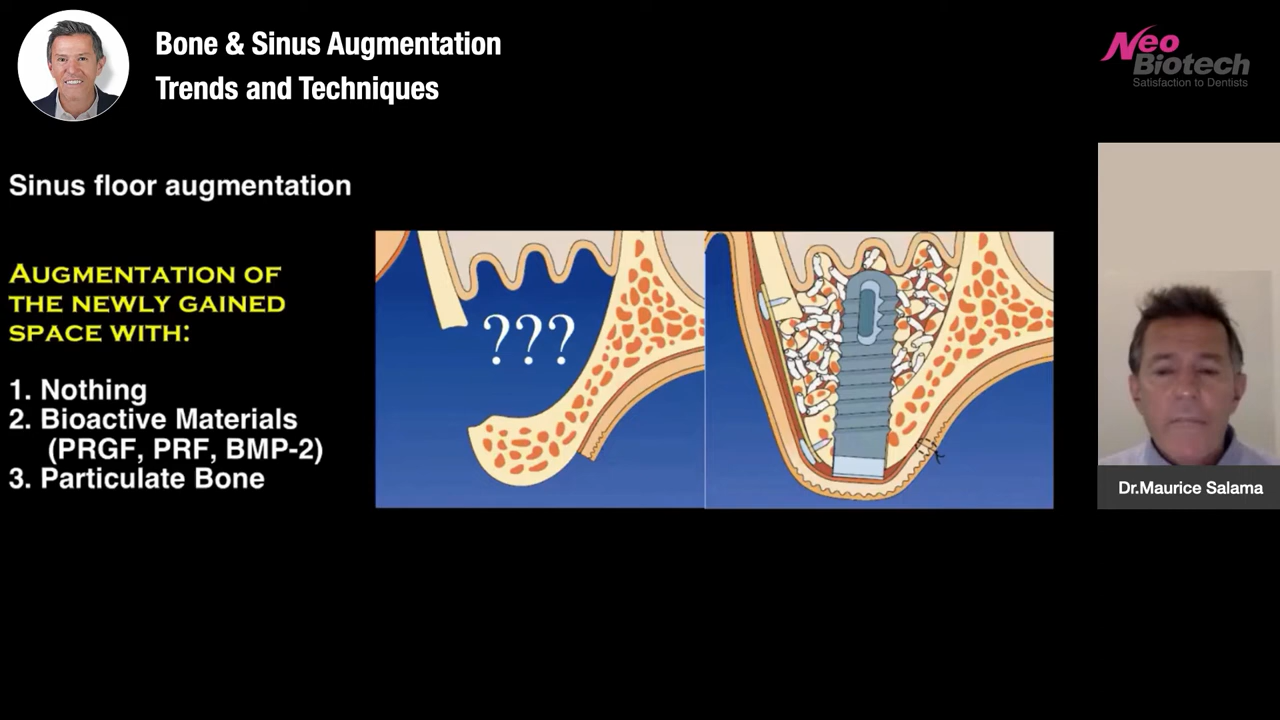 Bone & Sinus Augmentation
Trends and Techniques
Neo
Biotech
Satisfaction to Dentists
Sinus floor augmentation
AUGMENTATION OF
THE NEWLY GAINED
SPACE WITH:
1. Nothing
2. Bioactive Materials
(PRGF, PRF, BMP-2)
3. Particulate Bone
???
Dr.Maurice Salama